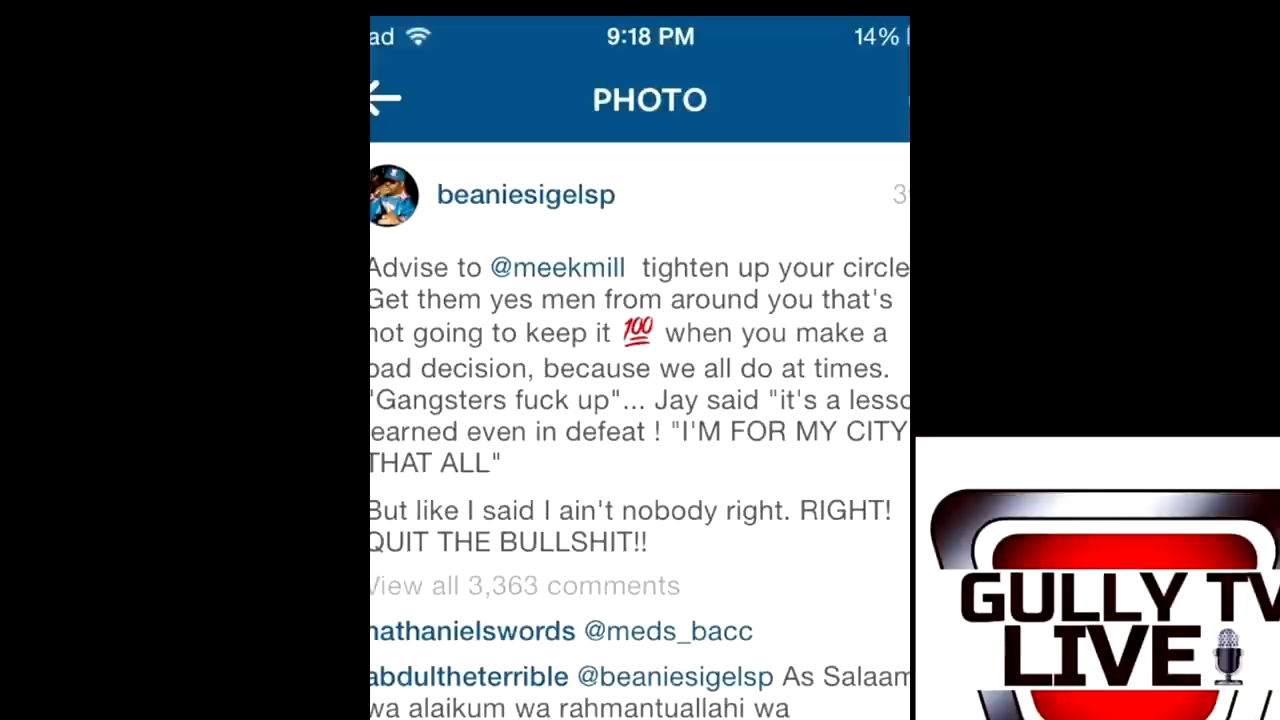 ad 9:18 PM 14%
PHOTO
beaniesigelsp 3
Advise to @meekmill tighten up your circle
Get them yes men from around you that's
not going to keep it 💯 when you make a
bad decision, because we all do at times.
"Gangsters fuck up"... Jay said "it's a lesso
learned even in defeat ! "I'M FOR MY CITY
THAT ALL"
But like I said I ain't nobody right. RIGHT!
QUIT THE BULLSHIT!!
View all 3,363 comments
nathanielswords @meds_bacc
abdultheterrible @beaniesigelsp As Salaam
wa alaikum wa rahmantuallahi wa
GULLY TV
LIVE